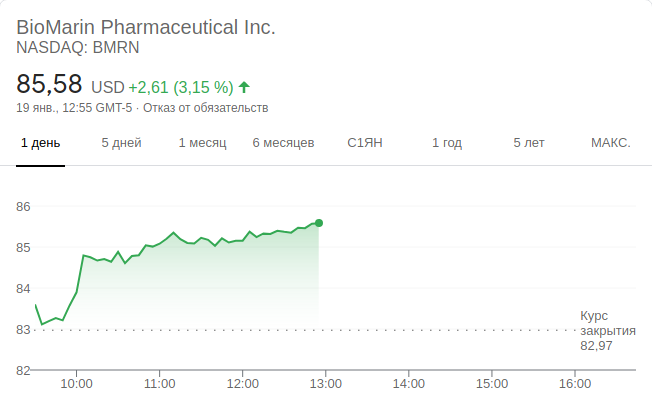 BioMarin Pharmaceutical Inc.
NASDAQ: BMRN
85,58 USD +2,61 (3,15 %)
19 янв., 12:55 GMT-5 · Отказ от обязательств
1 день 5 дней 1 месяц 6 месяцев С1ЯН 1 год 5 лет МАКС.
86
85
84
83
82
Курс
закрытия
82,97
10:00 11:00 12:00 13:00 14:00 15:00 16:00